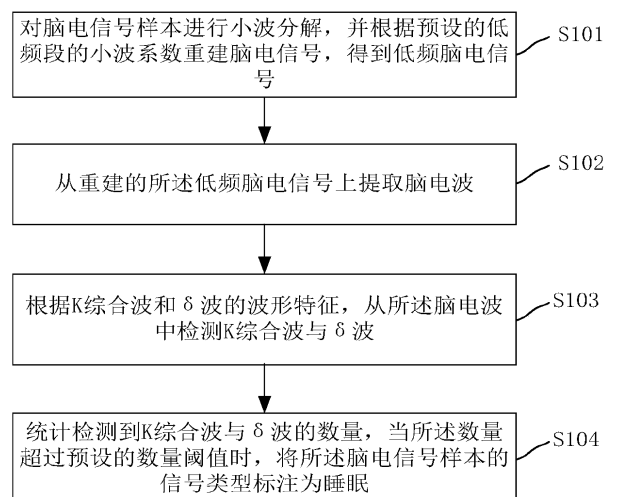 对脑电信号样本进行小波分解，并根据预设的低
频段的小波系数重建脑电信号，得到低频脑电信
号
S101
从重建的所述低频脑电信号上提取脑电波
S102
根据K综合波和δ波的波形特征，从所述脑电波
中检测K综合波与δ波
S103
统计检测到K综合波与δ波的数量，当所述数量
超过预设的数量阈值时，将所述脑电信号样本的
信号类型标注为睡眠
S104